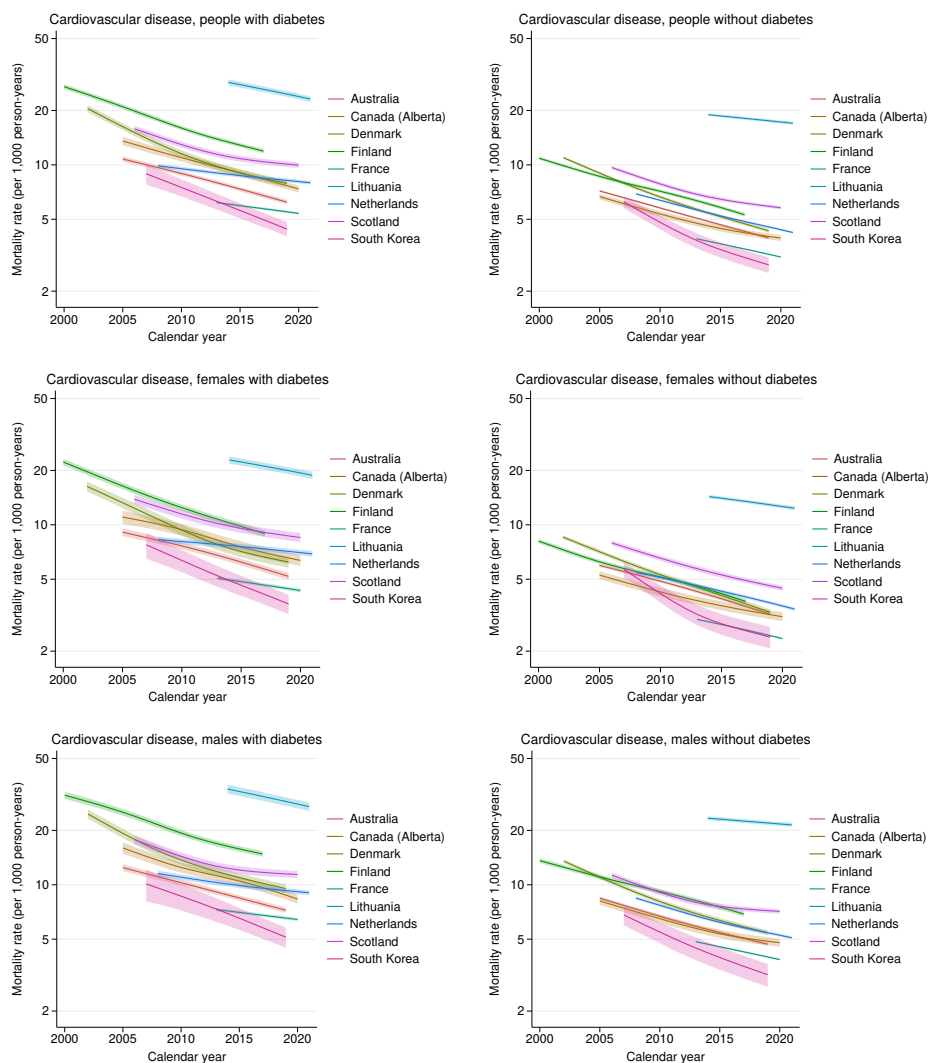 Cardiovascular disease, people with diabetes
Mortality rate (per 1,000 person-years)
50
20
10
5
2
2000 2005 2010 2015 2020
Calendar year
Australia
Canada (Alberta)
Denmark
Finland
France
Lithuania
Netherlands
Scotland
South Korea
Cardiovascular disease, people without diabetes
Mortality rate (per 1,000 person-years)
50
20
10
5
2
2000 2005 2010 2015 2020
Calendar year
Australia
Canada (Alberta)
Denmark
Finland
France
Lithuania
Netherlands
Scotland
South Korea
Cardiovascular disease, females with diabetes
Mortality rate (per 1,000 person-years)
50
20
10
5
2
2000 2005 2010 2015 2020
Calendar year
Australia
Canada (Alberta)
Denmark
Finland
France
Lithuania
Netherlands
Scotland
South Korea
Cardiovascular disease, females without diabetes
Mortality rate (per 1,000 person-years)
50
20
10
5
2
2000 2005 2010 2015 2020
Calendar year
Australia
Canada (Alberta)
Denmark
Finland
France
Lithuania
Netherlands
Scotland
South Korea
Cardiovascular disease, males with diabetes
Mortality rate (per 1,000 person-years)
50
20
10
5
2
2000 2005 2010 2015 2020
Calendar year
Australia
Canada (Alberta)
Denmark
Finland
France
Lithuania
Netherlands
Scotland
South Korea
Cardiovascular disease, males without diabetes
Mortality rate (per 1,000 person-years)
50
20
10
5
2
2000 2005 2010 2015 2020
Calendar year
Australia
Canada (Alberta)
Denmark
Finland
France
Lithuania
Netherlands
Scotland
South Korea